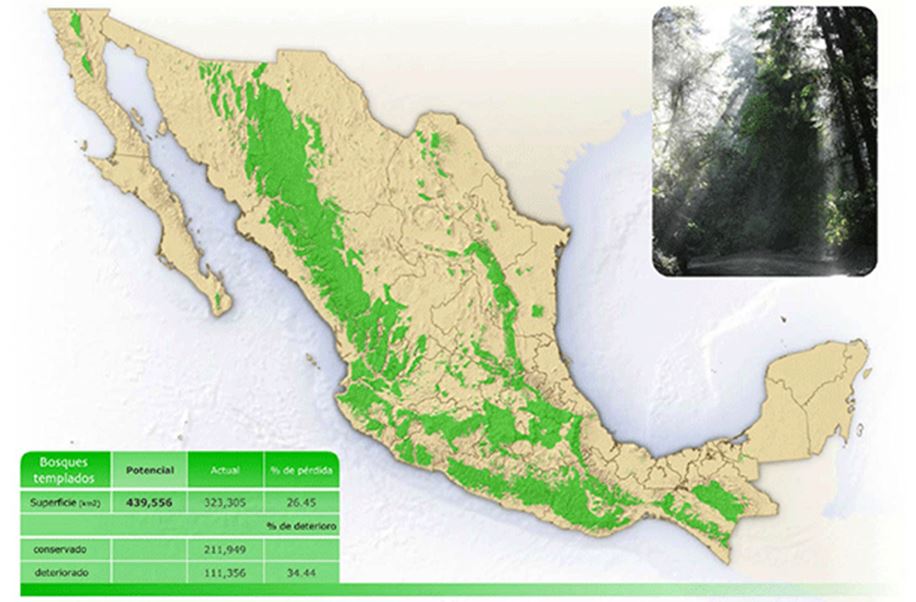 Bosques templados Potencial Actual % de pérdida
Superficie (km2) 439,556 323,305 26.45
% de deterioro
conservado 211,949
deteriorado 111,356 34.44